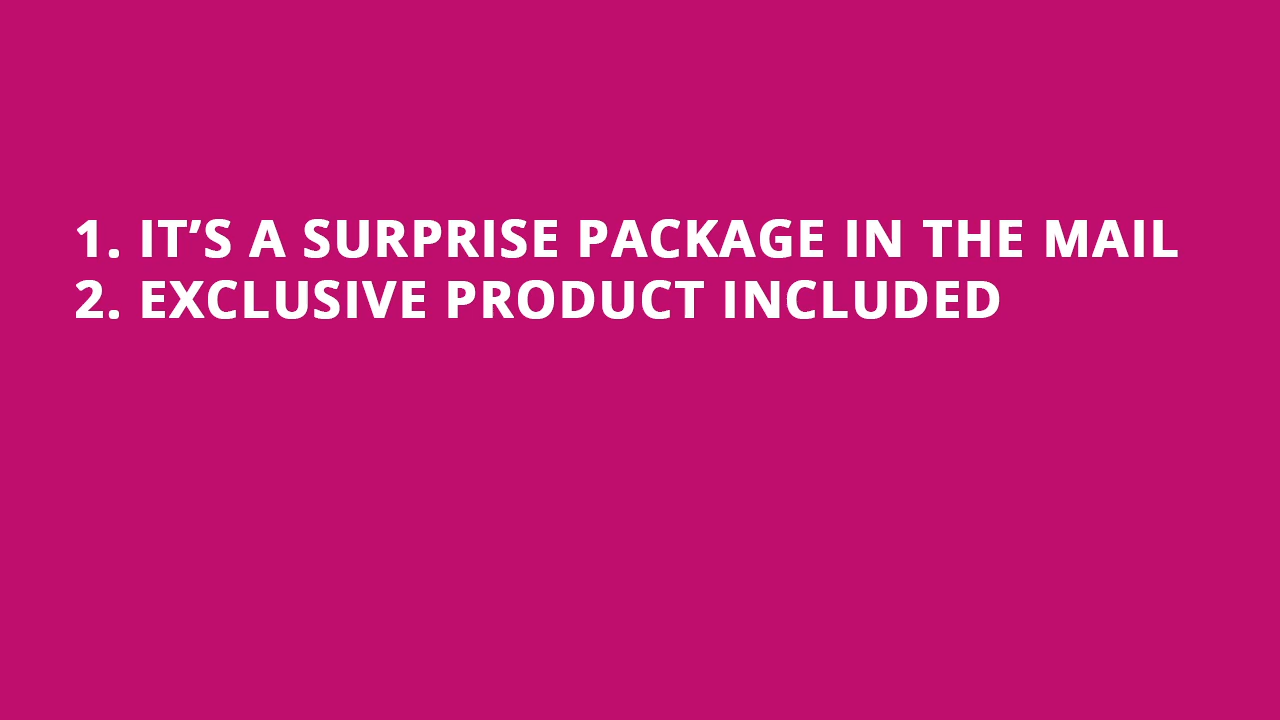 1. IT’S A SURPRISE PACKAGE IN THE MAIL
2. EXCLUSIVE PRODUCT INCLUDED